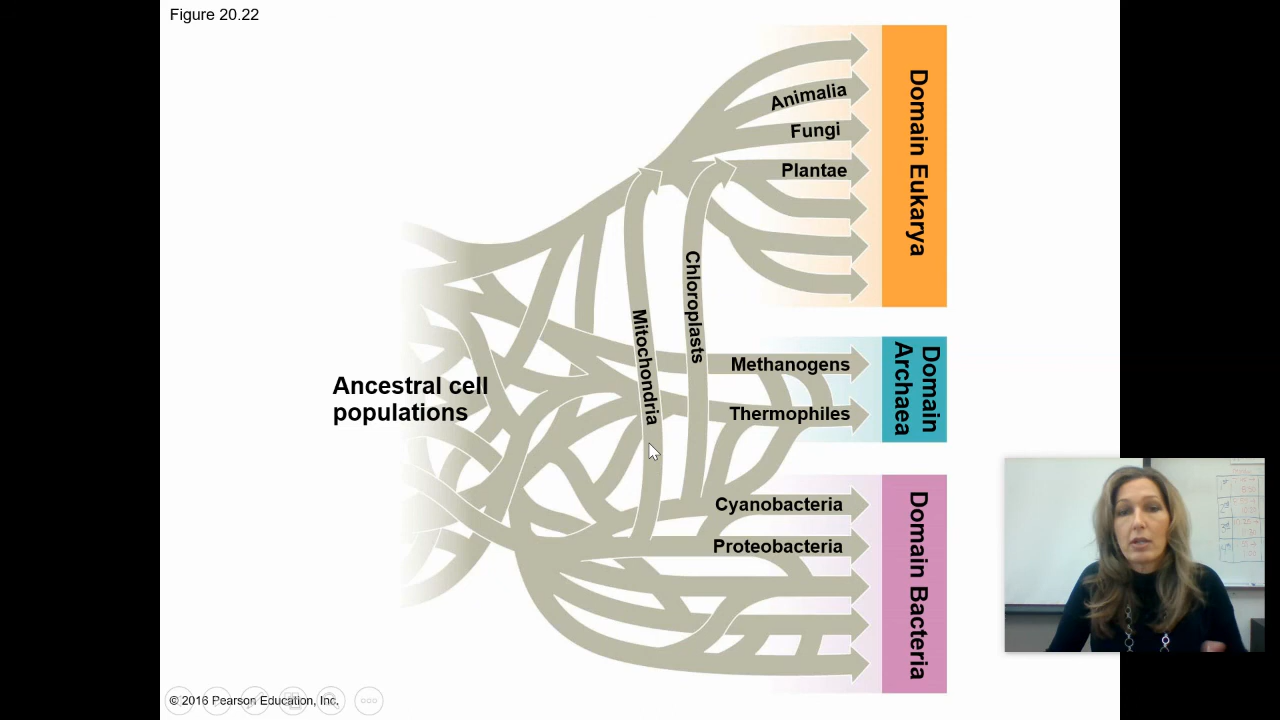 Figure 20.22
Animalia
Fungi
Plantae
Domain Eukarya
Chloroplasts
Mitochondria
Ancestral cell
populations
Methanogens
Thermophiles
Domain
Archaea
Cyanobacteria
Proteobacteria
Domain Bacteria
© 2016 Pearson Education, Inc.